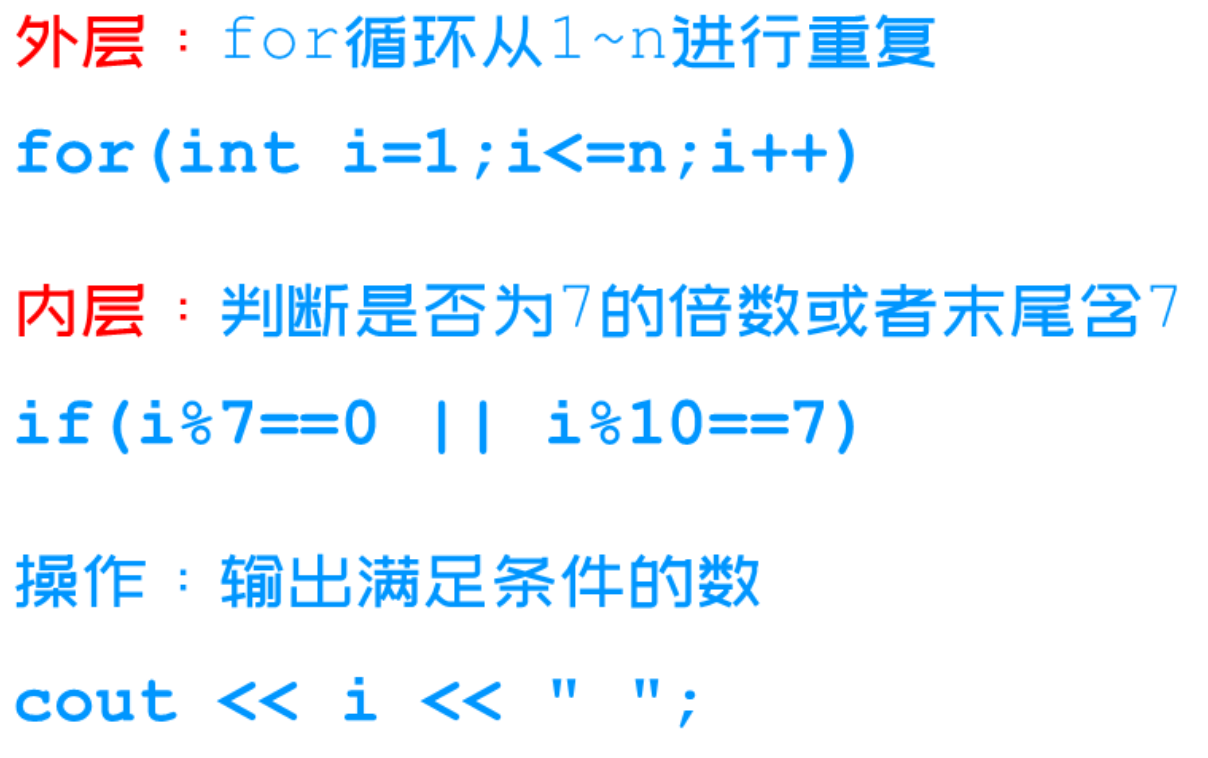 外层：for循环从1~n进行重复
for(int i=1;i<=n;i++)
内层：判断是否为7的倍数或者末尾含7
if(i%7==0 || i%10==7)
操作：输出满足条件的数
cout << i << " ";